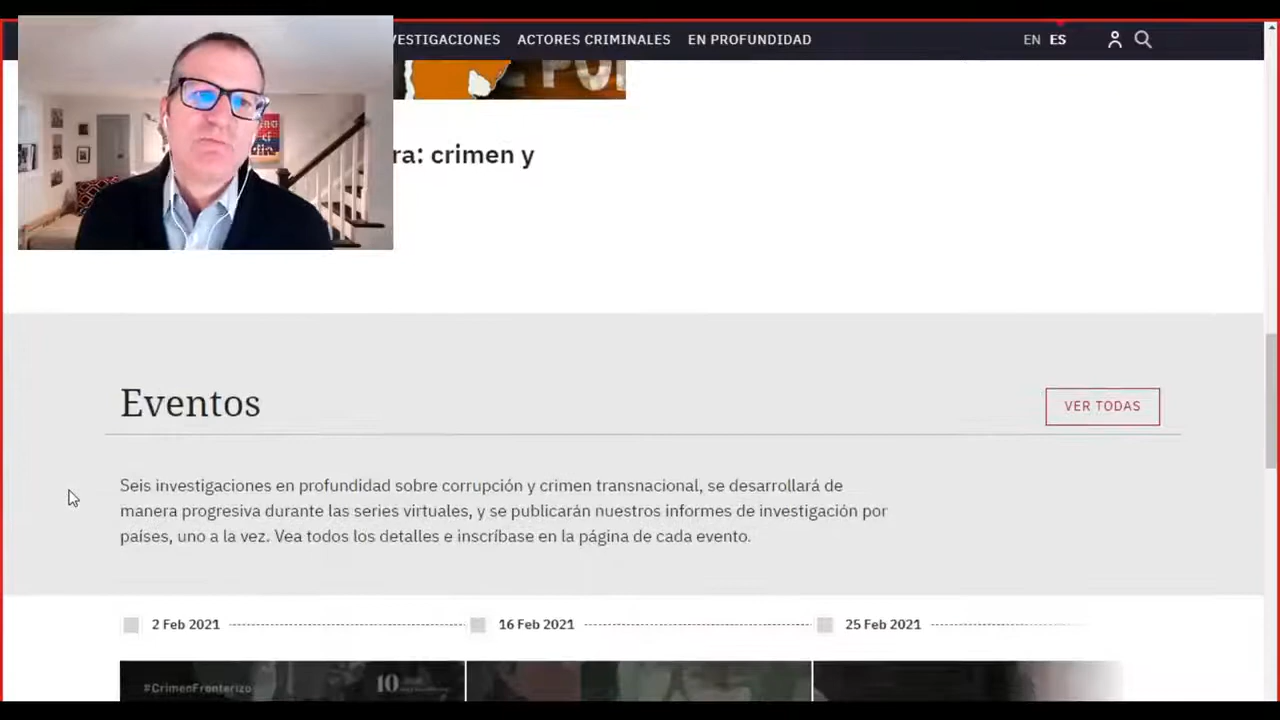 VESTIGACIONES ACTORES CRIMINALES EN PROFUNDIDAD EN ES
ra: crimen y
Eventos
VER TODAS
Seis investigaciones en profundidad sobre corrupción y crimen transnacional, se desarrollará de
manera progresiva durante las series virtuales, y se publicarán nuestros informes de investigación por
países, uno a la vez. Vea todos los detalles e inscríbase en la página de cada evento.
2 Feb 2021 16 Feb 2021 25 Feb 2021
#CrimenFronterizo 10